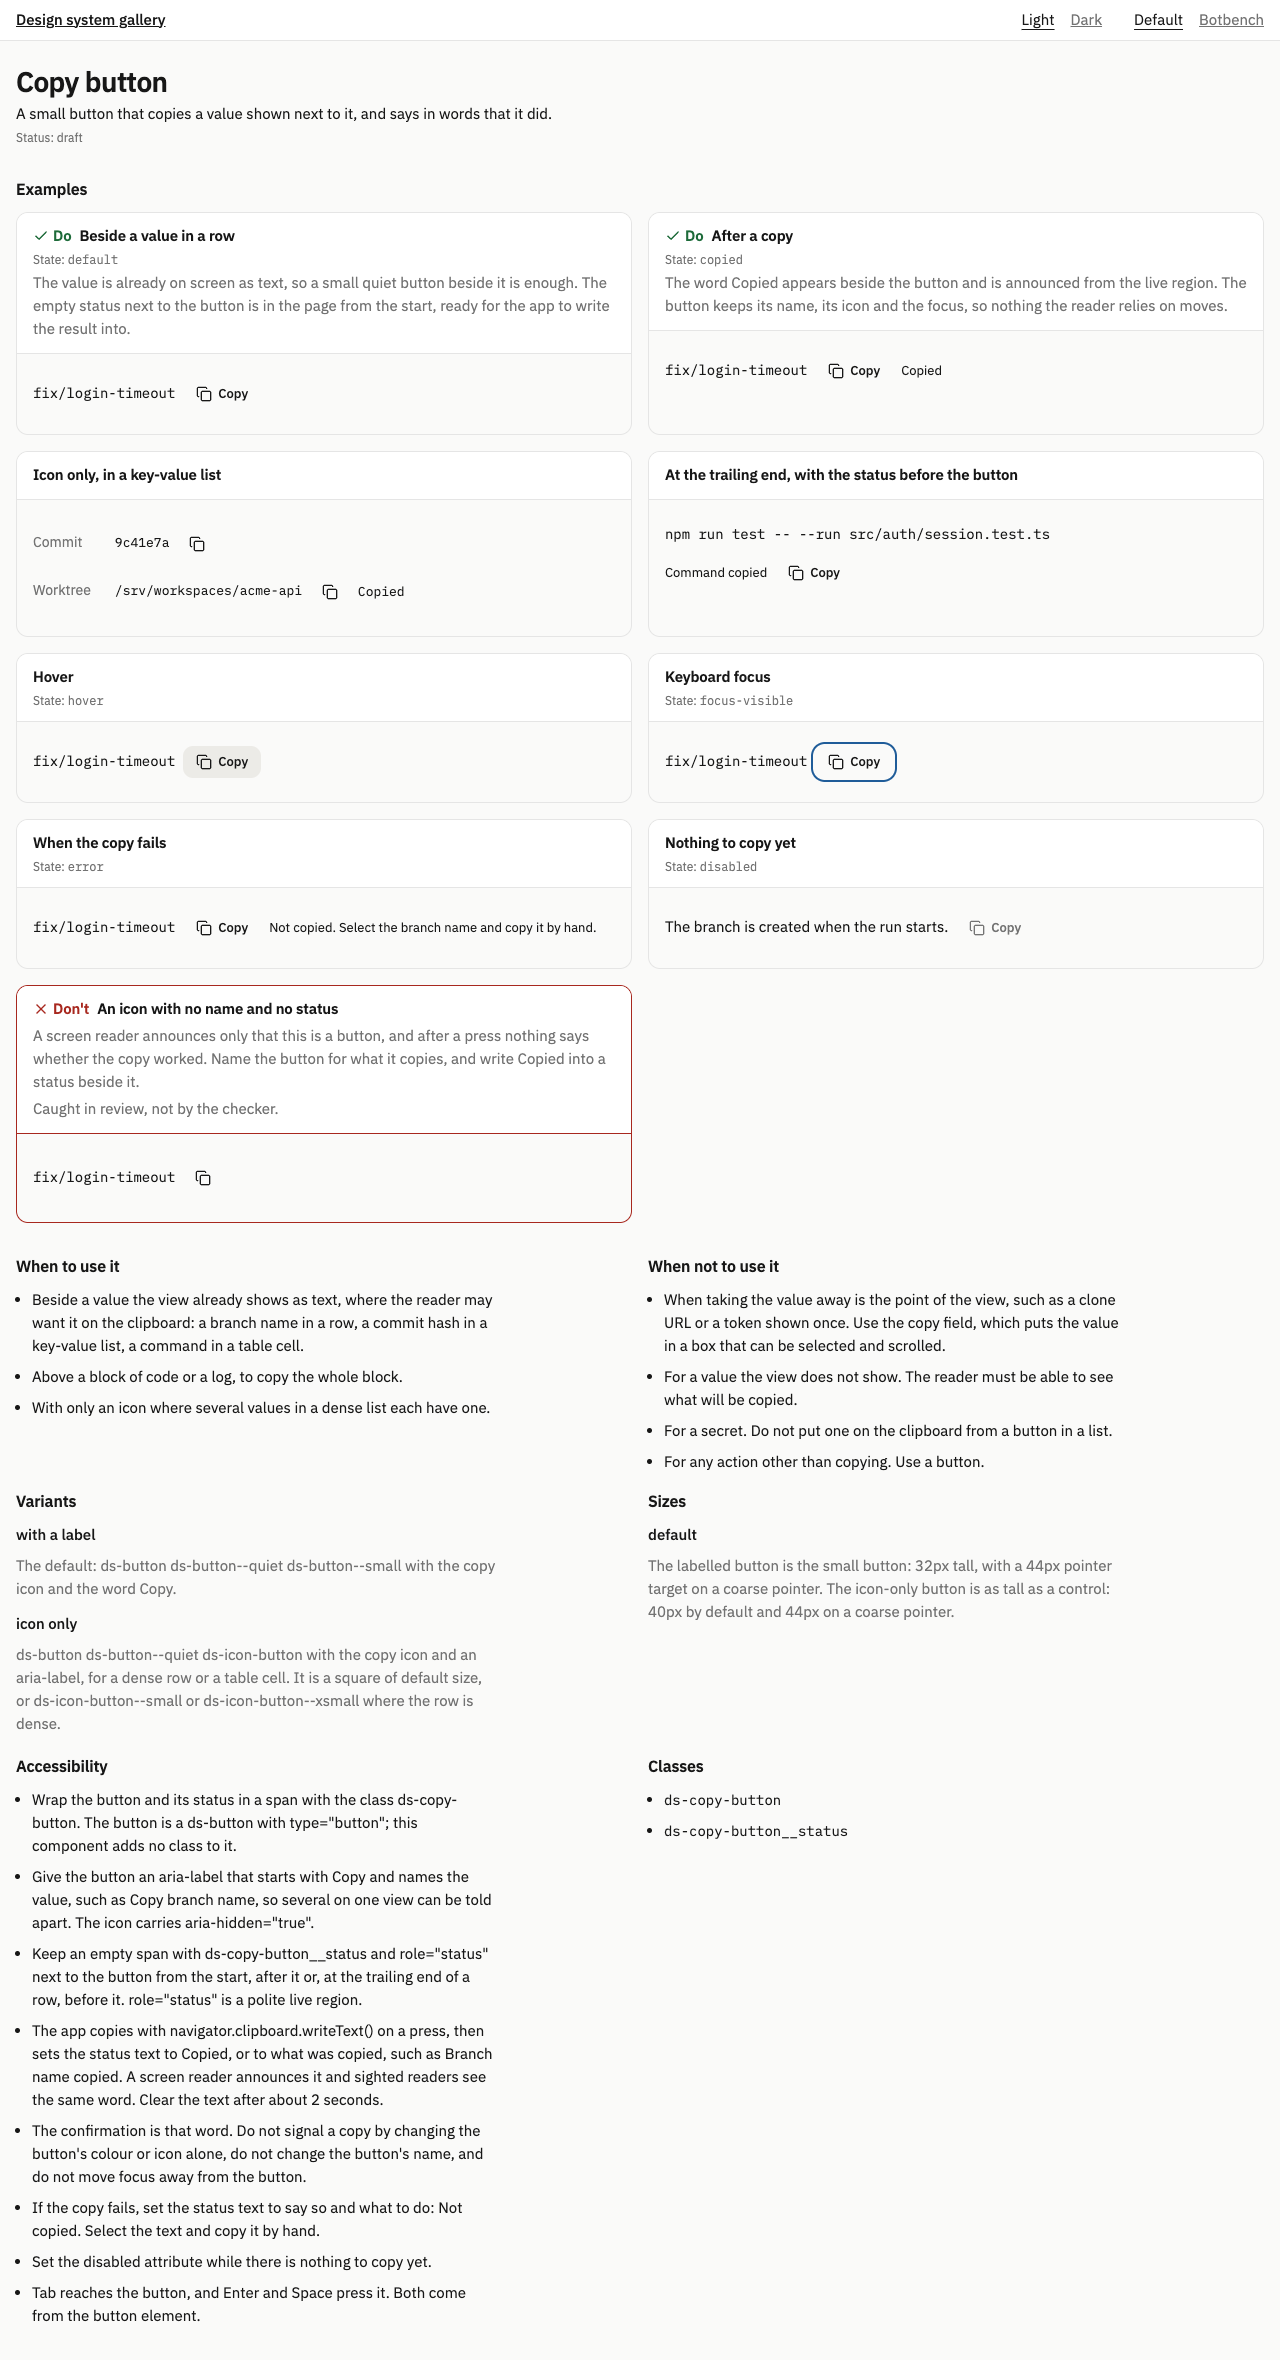 Design system gallery
Light Dark Default Botbench
Copy button
A small button that copies a value shown next to it, and says in words that it did.
Status: draft
Examples
Do Beside a value in a row
State: default
The value is already on screen as text, so a small quiet button beside it is enough. The
empty status next to the button is in the page from the start, ready for the app to write
the result into.
fix/login-timeout Copy
Do After a copy
State: copied
The word Copied appears beside the button and is announced from the live region. The
button keeps its name, its icon and the focus, so nothing the reader relies on moves.
fix/login-timeout Copy Copied
Icon only, in a key-value list
Commit 9c41e7a
Worktree /srv/workspaces/acme-api Copied
At the trailing end, with the status before the button
npm run test -- --run src/auth/session.test.ts
Command copied Copy
Hover
State: hover
fix/login-timeout Copy
Keyboard focus
State: focus-visible
fix/login-timeout Copy
When the copy fails
State: error
fix/login-timeout Copy Not copied. Select the branch name and copy it by hand.
Nothing to copy yet
State: disabled
The branch is created when the run starts. Copy
Don't An icon with no name and no status
A screen reader announces only that this is a button, and after a press nothing says
whether the copy worked. Name the button for what it copies, and write Copied into a
status beside it.
Caught in review, not by the checker.
fix/login-timeout
When to use it
• Beside a value the view already shows as text, where the reader may
want it on the clipboard: a branch name in a row, a commit hash in a
key-value list, a command in a table cell.
• Above a block of code or a log, to copy the whole block.
• With only an icon where several values in a dense list each have one.
When not to use it
• When taking the value away is the point of the view, such as a clone
URL or a token shown once. Use the copy field, which puts the value
in a box that can be selected and scrolled.
• For a value the view does not show. The reader must be able to see
what will be copied.
• For a secret. Do not put one on the clipboard from a button in a list.
• For any action other than copying. Use a button.
Variants
with a label
The default: ds-button ds-button--quiet ds-button--small with the copy
icon and the word Copy.
icon only
ds-button ds-button--quiet ds-icon-button with the copy icon and an
aria-label, for a dense row or a table cell. It is a square of default size,
or ds-icon-button--small or ds-icon-button--xsmall where the row is
dense.
Sizes
default
The labelled button is the small button: 32px tall, with a 44px pointer
target on a coarse pointer. The icon-only button is as tall as a control:
40px by default and 44px on a coarse pointer.
Accessibility
• Wrap the button and its status in a span with the class ds-copy-
button. The button is a ds-button with type="button"; this
component adds no class to it.
• Give the button an aria-label that starts with Copy and names the
value, such as Copy branch name, so several on one view can be told
apart. The icon carries aria-hidden="true".
• Keep an empty span with ds-copy-button__status and role="status"
next to the button from the start, after it or, at the trailing end of a
row, before it. role="status" is a polite live region.
• The app copies with navigator.clipboard.writeText() on a press, then
sets the status text to Copied, or to what was copied, such as Branch
name copied. A screen reader announces it and sighted readers see
the same word. Clear the text after about 2 seconds.
• The confirmation is that word. Do not signal a copy by changing the
button's colour or icon alone, do not change the button's name, and
do not move focus away from the button.
• If the copy fails, set the status text to say so and what to do: Not
copied. Select the text and copy it by hand.
• Set the disabled attribute while there is nothing to copy yet.
• Tab reaches the button, and Enter and Space press it. Both come
from the button element.
Classes
• ds-copy-button
• ds-copy-button__status